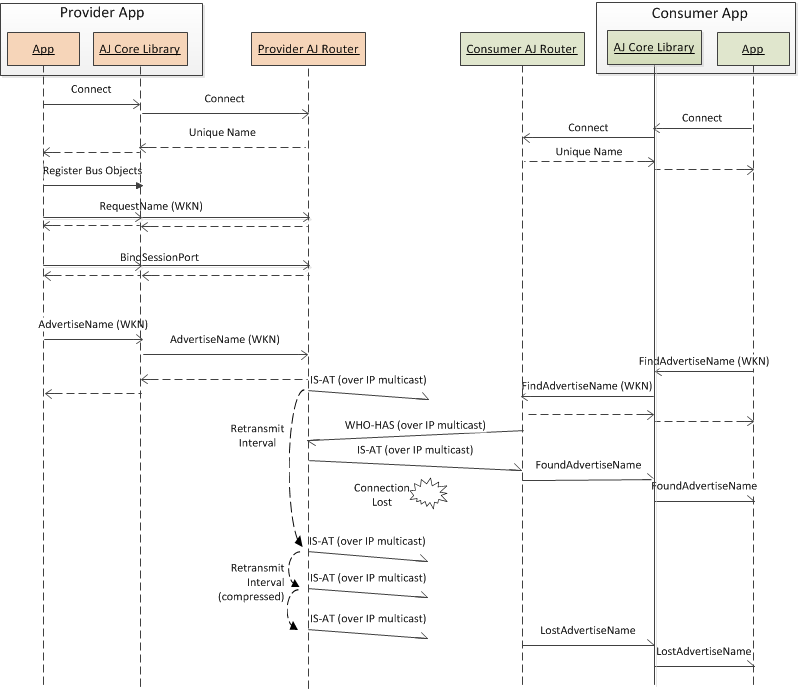 Provider App
Consumer App
App
AJ Core Library
Provider AJ Router
Consumer AJ Router
AJ Core Library
App
Connect
Connect
Connect
Connect
Unique Name
Unique Name
Register Bus Objects
RequestName (WKN)
BindSessionPort
AdvertiseName (WKN)
AdvertiseName (WKN)
FindAdvertiseName (WKN)
IS-AT (over IP multicast)
FindAdvertiseName (WKN)
Retransmit
Interval
WHO-HAS (over IP multicast)
IS-AT (over IP multicast)
FoundAdvertiseName
FoundAdvertiseName
Connection
Lost
IS-AT (over IP multicast)
Retransmit
Interval
(compressed)
IS-AT (over IP multicast)
IS-AT (over IP multicast)
LostAdvertiseName
LostAdvertiseName